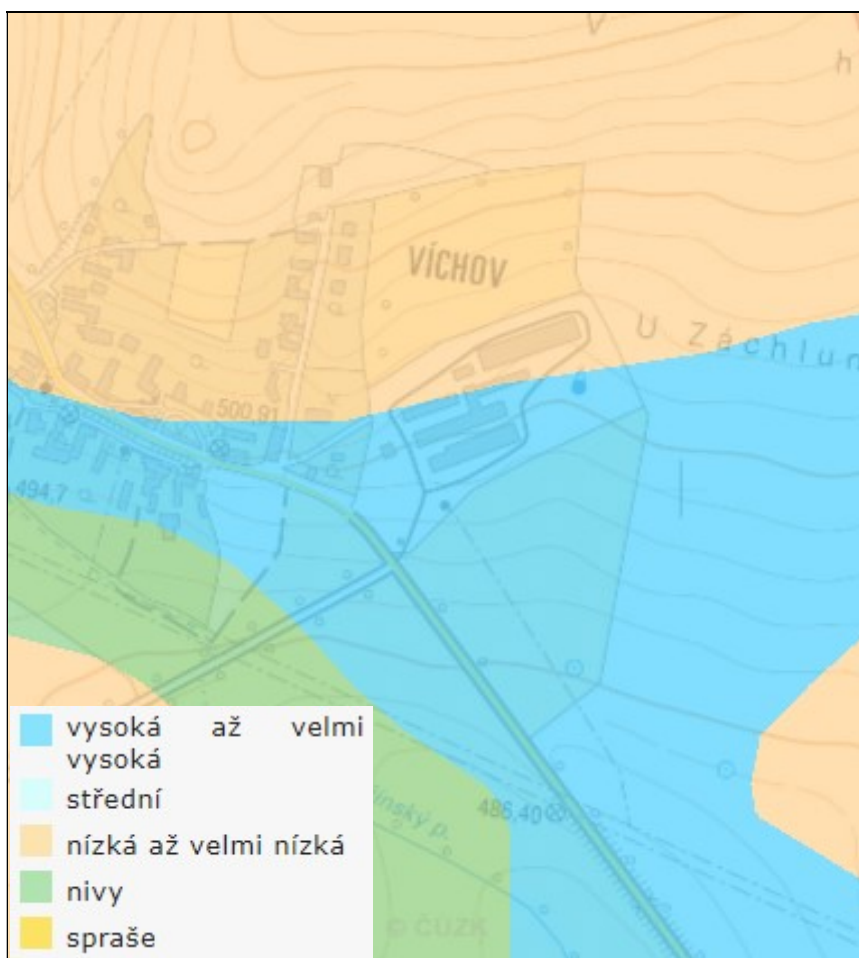 V
h
VÍCHOV
U Záchlun
500,91
494,7
486,40
ínský p.
vysoká až velmi
vysoká
střední
nízká až velmi nízká
nivy
spraše
© ČÚZK